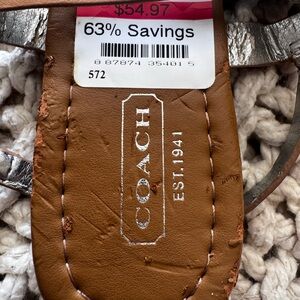 $54.97
63% Savings
8 87874 35401 5
572
COACH
EST. 1941